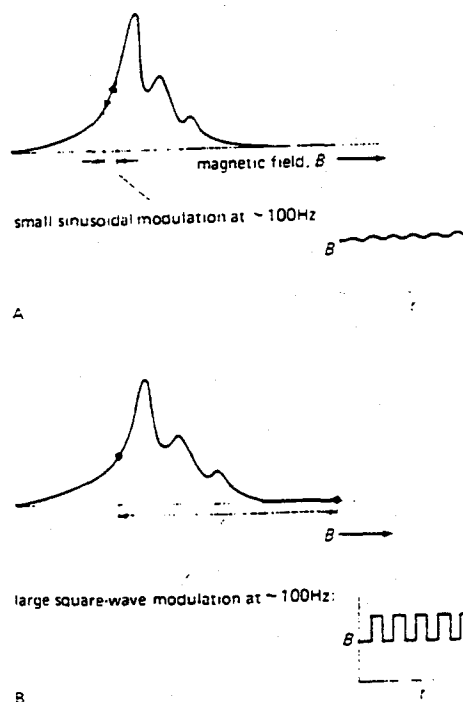 magnetic field, B
small sinusoidal modulation at ~ 100Hz
B
t
A
B
large square-wave modulation at ~ 100Hz:
B
t
B